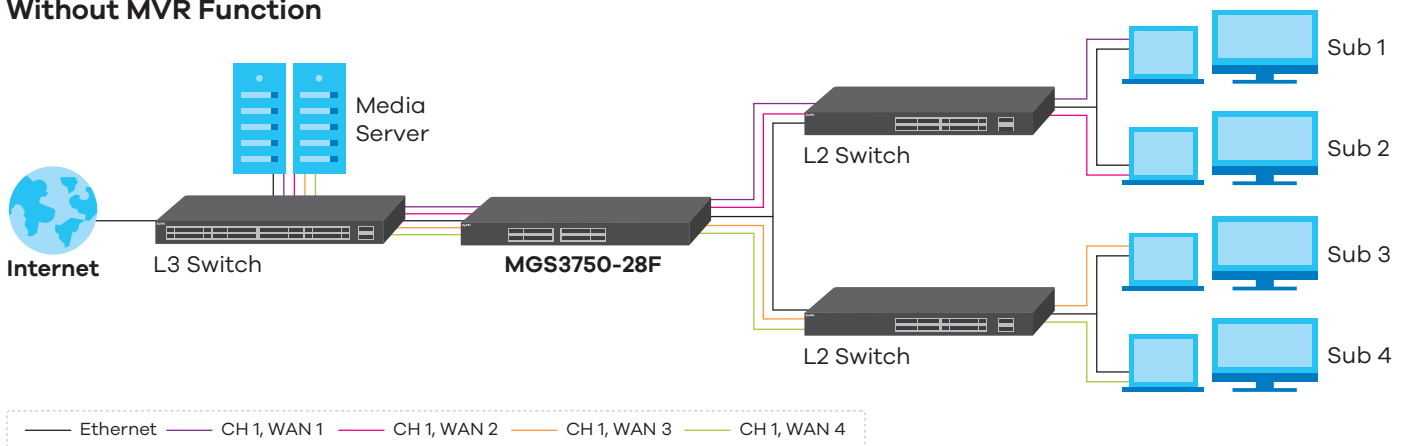 Without MVR Function
Media
Server
Sub 1
L2 Switch
Sub 2
Internet
L3 Switch
MGS3750-28F
Sub 3
L2 Switch
Sub 4
Ethernet CH 1, WAN 1 CH 1, WAN 2 CH 1, WAN 3 CH 1, WAN 4